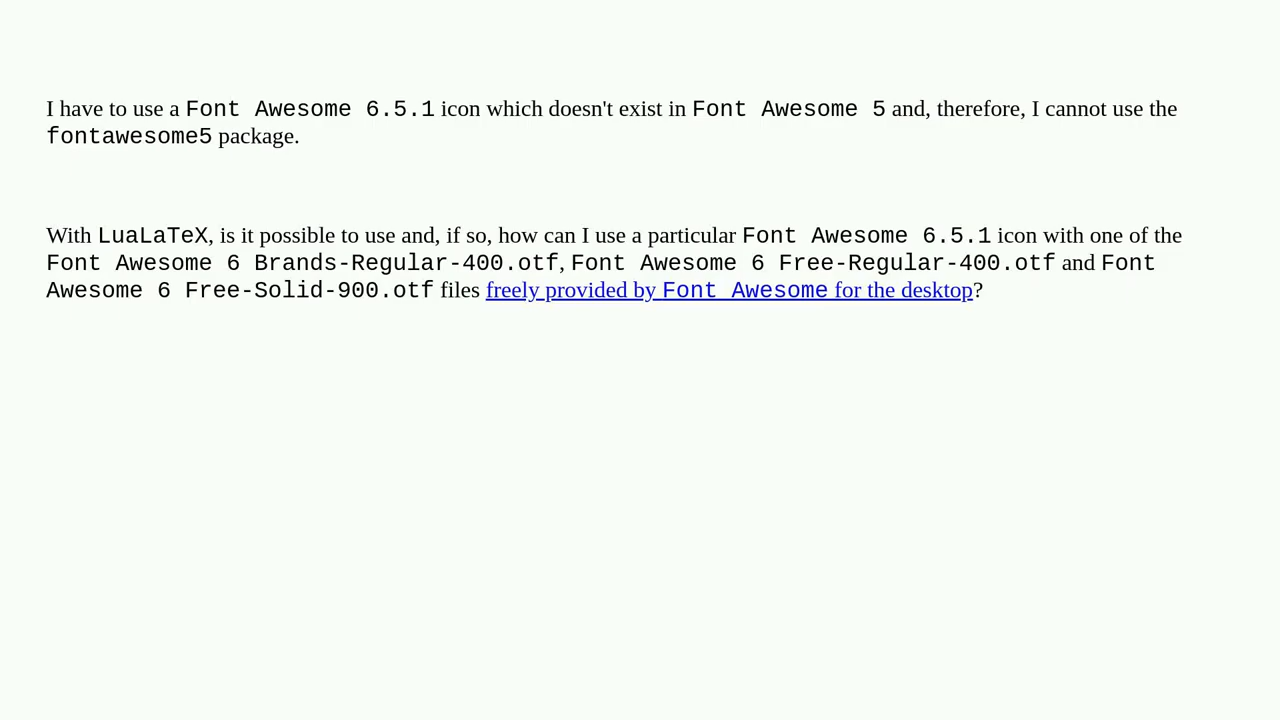 I have to use a Font Awesome 6.5.1 icon which doesn't exist in Font Awesome 5 and, therefore, I cannot use the
fontawesome5 package.
With LuaLaTeX, is it possible to use and, if so, how can I use a particular Font Awesome 6.5.1 icon with one of the
Font Awesome 6 Brands-Regular-400.otf, Font Awesome 6 Free-Regular-400.otf and Font
Awesome 6 Free-Solid-900.otf files freely provided by Font Awesome for the desktop?